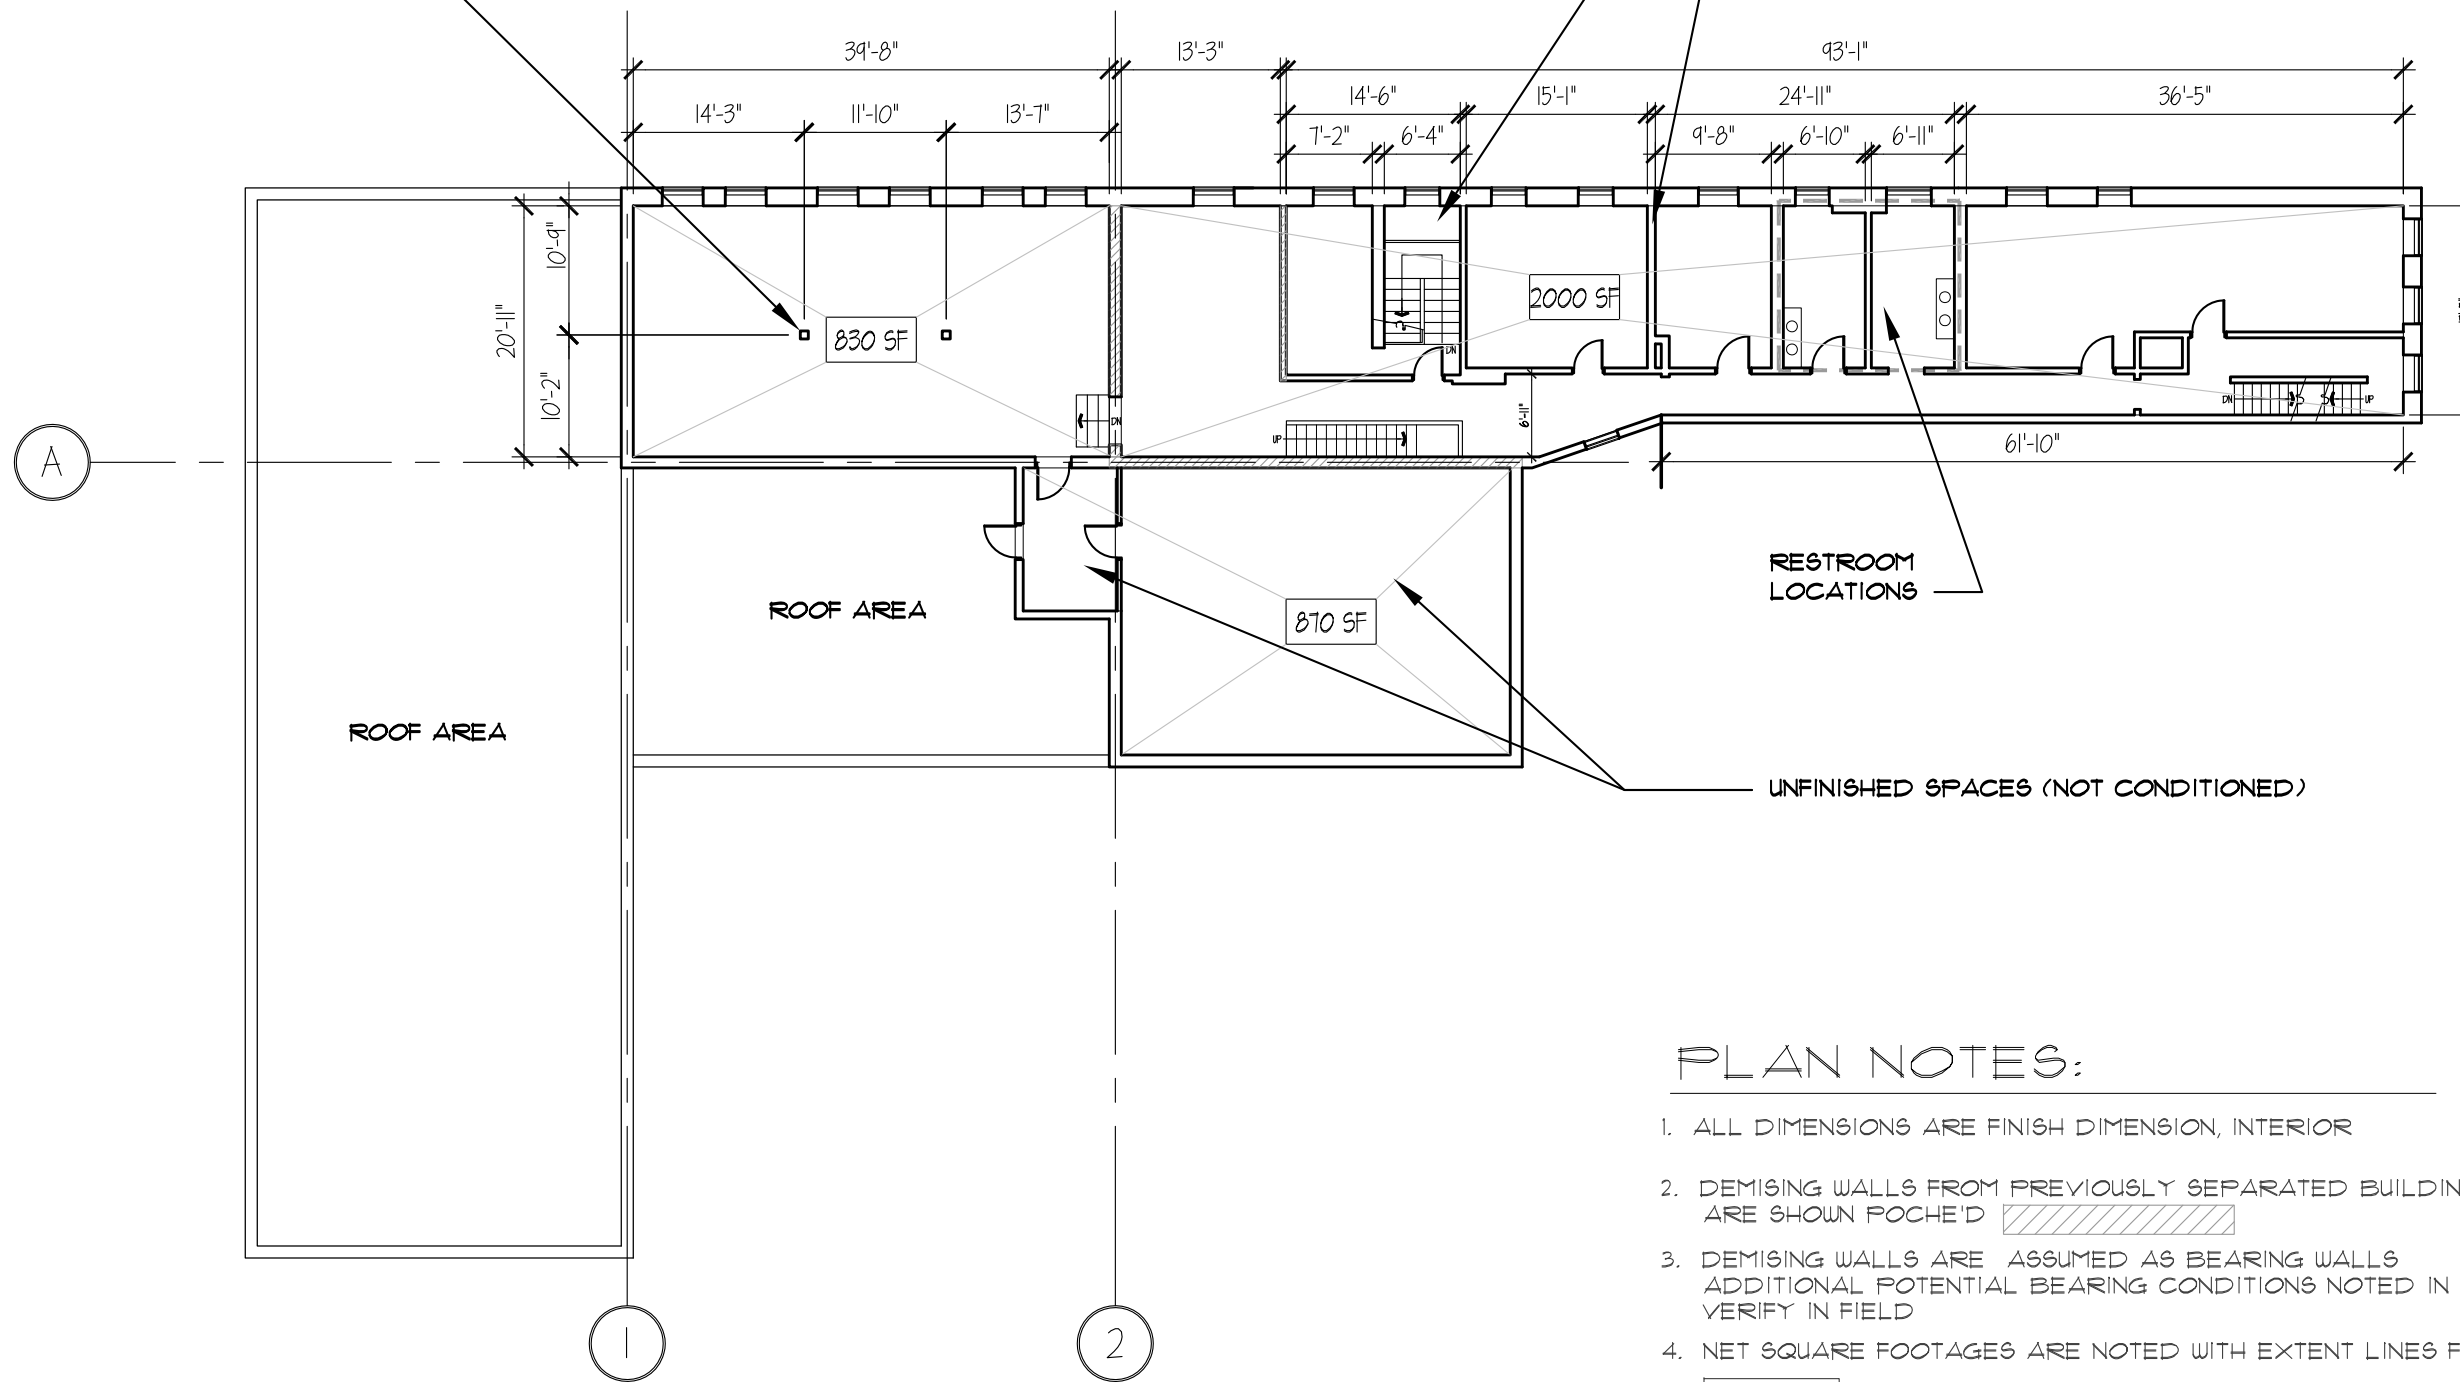 39'-8"
13'-3"
93'-1"
14'-6"
15'-1"
24'-11"
36'-5"
14'-3"
11'-10"
13'-7"
7'-2"
6'-4"
9'-8"
6'-10"
6'-11"
10'-9"
20'-11"
10'-2"
2000 SF
830 SF
DN
DN
DN
UP
UP
6'-11"
61'-10"
A
RESTROOM
LOCATIONS
ROOF AREA
870 SF
ROOF AREA
UNFINISHED SPACES (NOT CONDITIONED)
PLAN NOTES:
1. ALL DIMENSIONS ARE FINISH DIMENSION, INTERIOR
2. DEMISING WALLS FROM PREVIOUSLY SEPARATED BUILDIN
ARE SHOWN POCHE'D
3. DEMISING WALLS ARE ASSUMED AS BEARING WALLS
ADDITIONAL POTENTIAL BEARING CONDITIONS NOTED IN
VERIFY IN FIELD
4. NET SQUARE FOOTAGES ARE NOTED WITH EXTENT LINES F
1
2